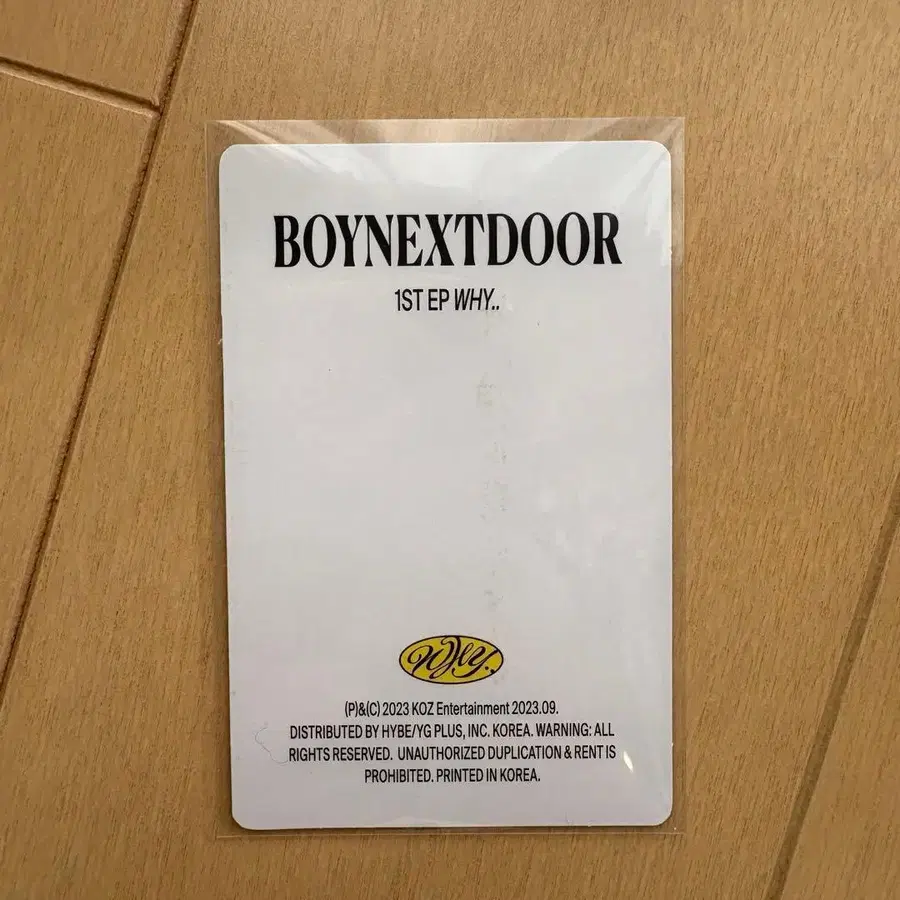 BOYNEXTDOOR
1ST EP WHY..
Why..
(P)&(C) 2023 KOZ Entertainment 2023.09.
DISTRIBUTED BY HYBE/YG PLUS, INC. KOREA. WARNING: ALL
RIGHTS RESERVED. UNAUTHORIZED DUPLICATION & RENT IS
PROHIBITED. PRINTED IN KOREA.